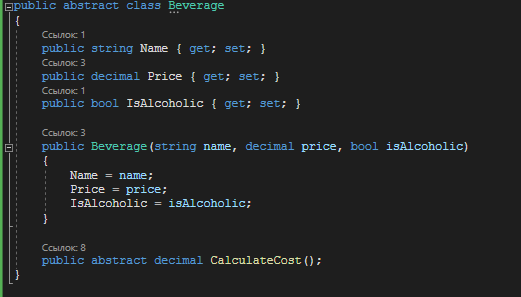 public abstract class Beverage
{
Ссылок: 1
public string Name { get; set; }
Ссылок: 3
public decimal Price { get; set; }
Ссылок: 1
public bool IsAlcoholic { get; set; }
Ссылок: 3
public Beverage(string name, decimal price, bool isAlcoholic)
{
Name = name;
Price = price;
IsAlcoholic = isAlcoholic;
}
Ссылок: 8
public abstract decimal CalculateCost();
}